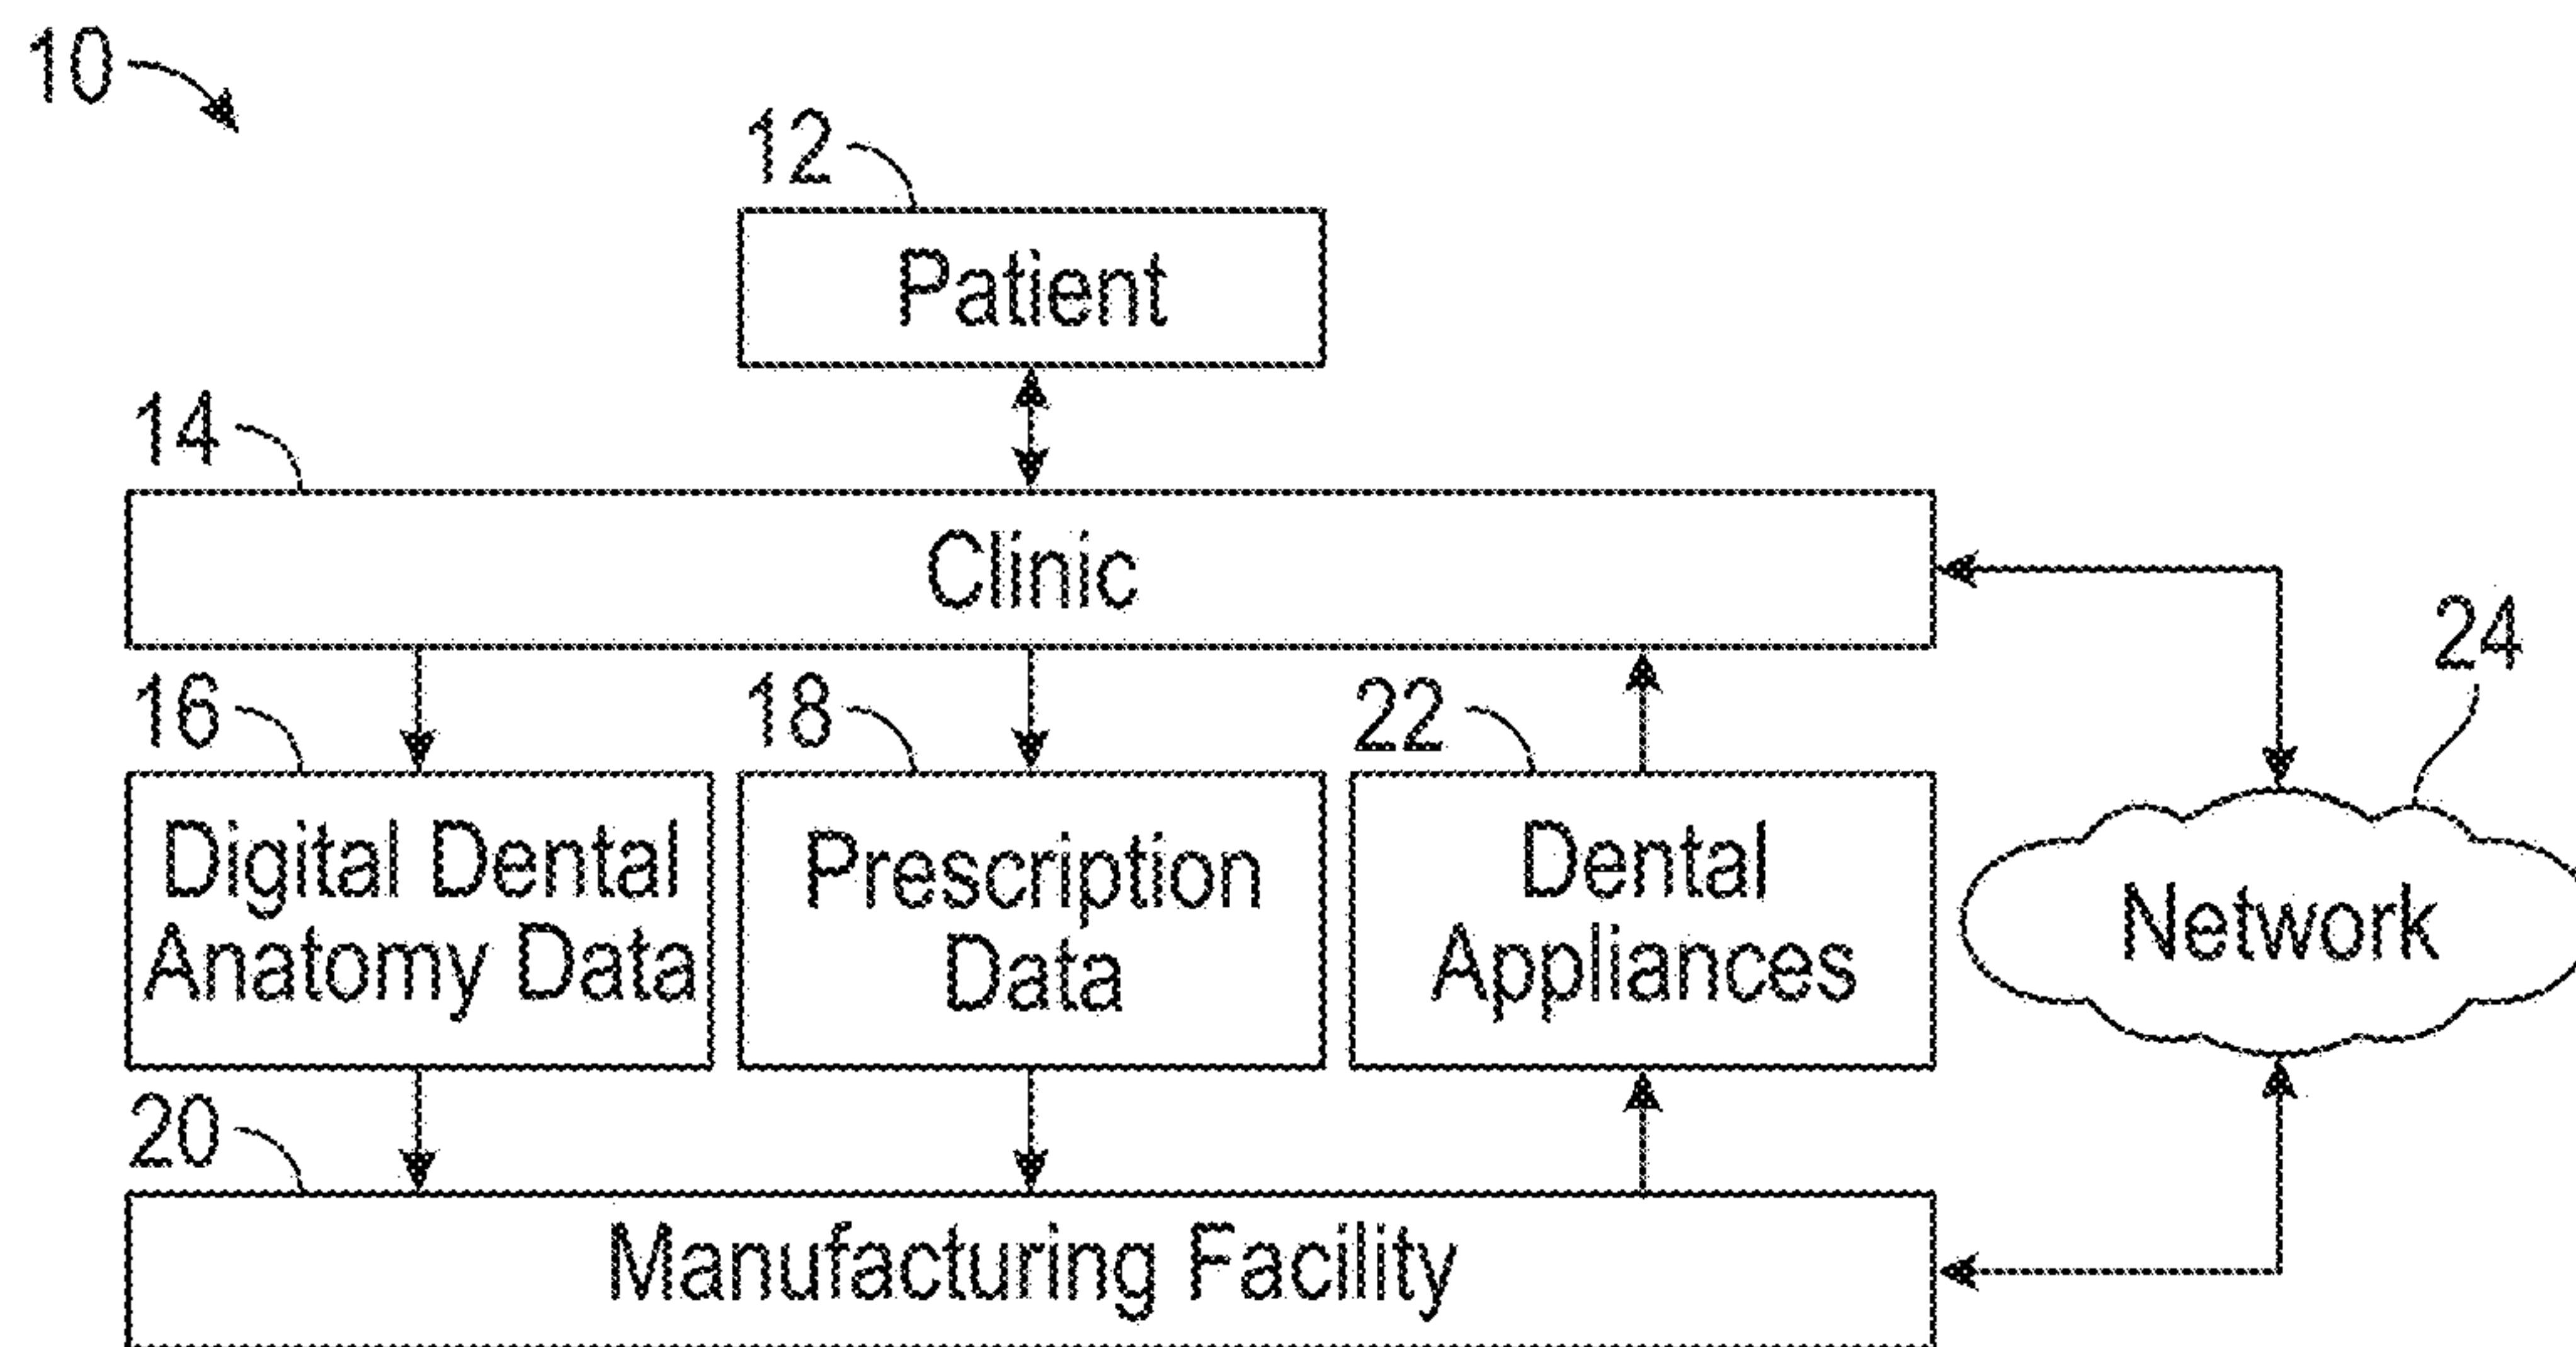 10
12
Patient
14
Clinic
24
16
18
22
Digital Dental
Anatomy Data
Prescription
Data
Dental
Appliances
Network
20
Manufacturing Facility